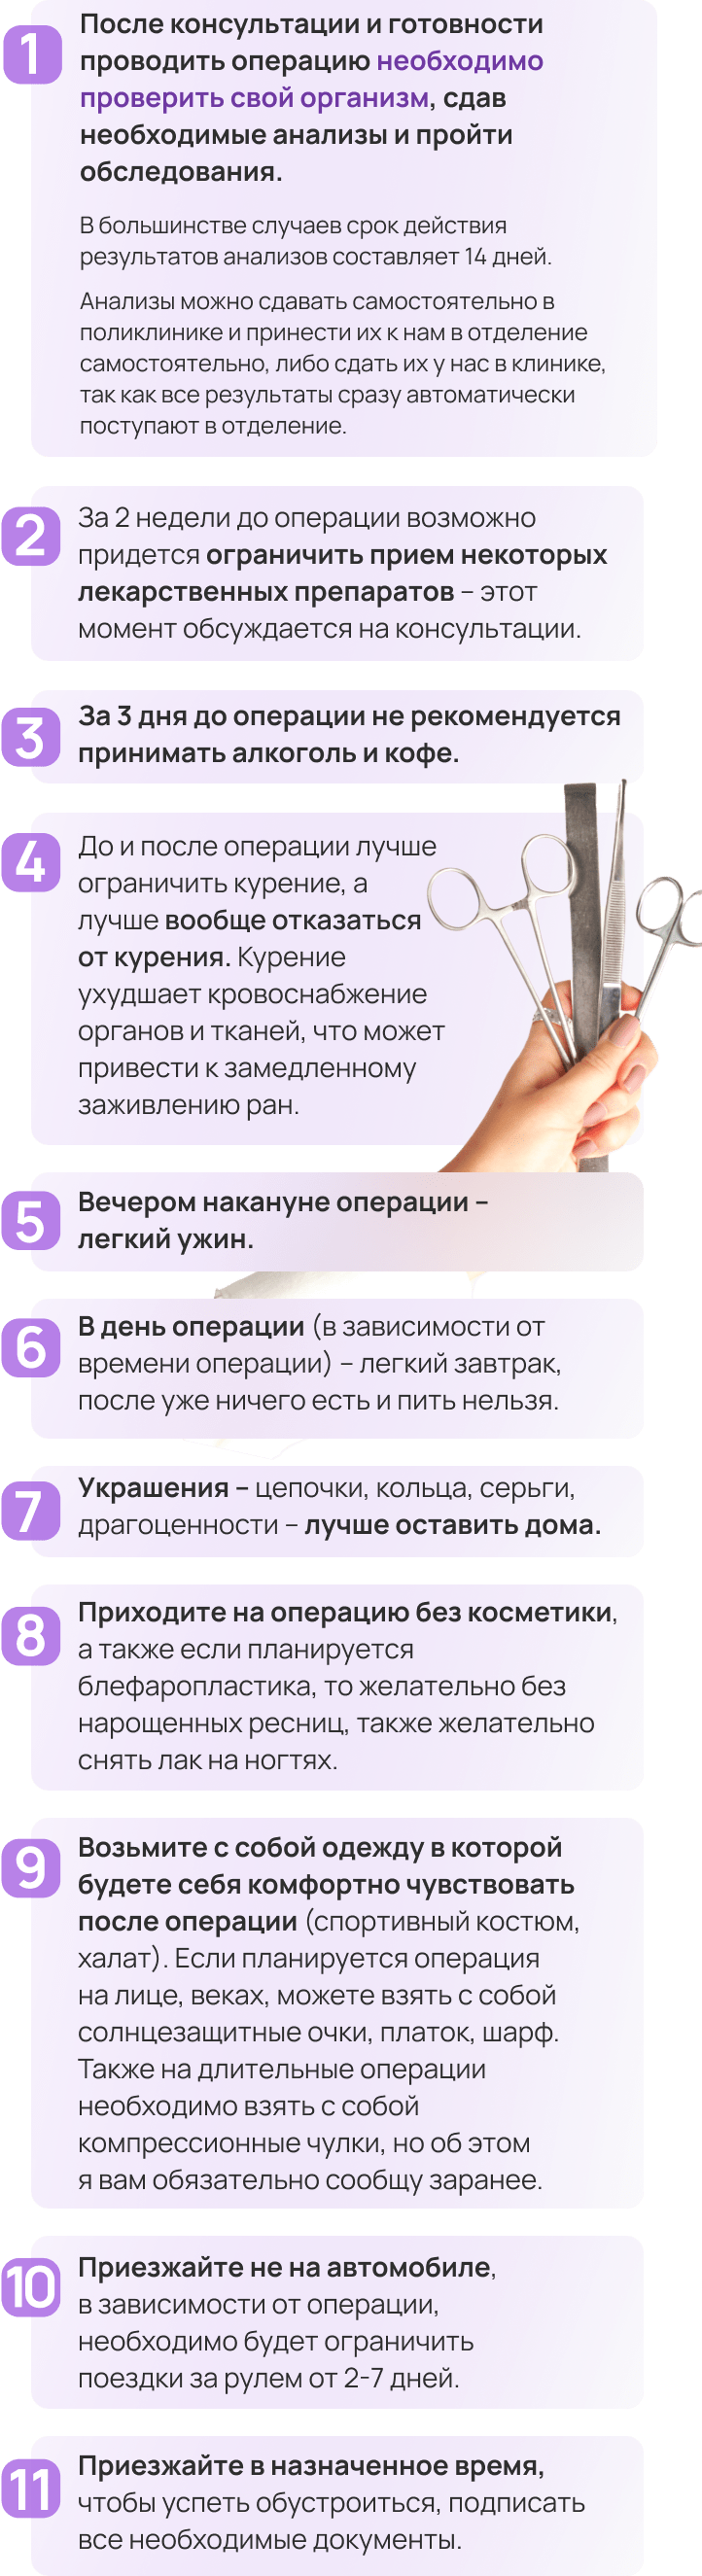 1
После консультации и готовности
проводить операцию необходимо
проверить свой организм, сдав
необходимые анализы и пройти
обследования.
В большинстве случаев срок действия
результатов анализов составляет 14 дней.
Анализы можно сдавать самостоятельно в
поликлинике и принести их к нам в отделение
самостоятельно, либо сдать их у нас в клинике,
так как все результаты сразу автоматически
поступают в отделение.
2
За 2 недели до операции возможно
придется ограничить прием некоторых
лекарственных препаратов – этот
момент обсуждается на консультации.
3
За 3 дня до операции не рекомендуется
принимать алкоголь и кофе.
4
До и после операции лучше
ограничить курение, а
лучше вообще отказаться
от курения. Курение
ухудшает кровоснабжение
органов и тканей, что может
привести к замедленному
заживлению ран.
5
Вечером накануне операции –
легкий ужин.
6
В день операции (в зависимости от
времени операции) – легкий завтрак,
после уже ничего есть и пить нельзя.
7
Украшения – цепочки, кольца, серьги,
драгоценности – лучше оставить дома.
8
Приходите на операцию без косметики,
а также если планируется
блефаропластика, то желательно без
нарощенных ресниц, также желательно
снять лак на ногтях.
9
Возьмите с собой одежду в которой
будете себя комфортно чувствовать
после операции (спортивный костюм,
халат). Если планируется операция
на лице, веках, можете взять с собой
солнцезащитные очки, платок, шарф.
Также на длительные операции
необходимо взять с собой
компрессионные чулки, но об этом
я вам обязательно сообщу заранее.
10
Приезжайте не на автомобиле,
в зависимости от операции,
необходимо будет ограничить
поездки за рулем от 2-7 дней.
11
Приезжайте в назначенное время,
чтобы успеть обустроиться, подписать
все необходимые документы.